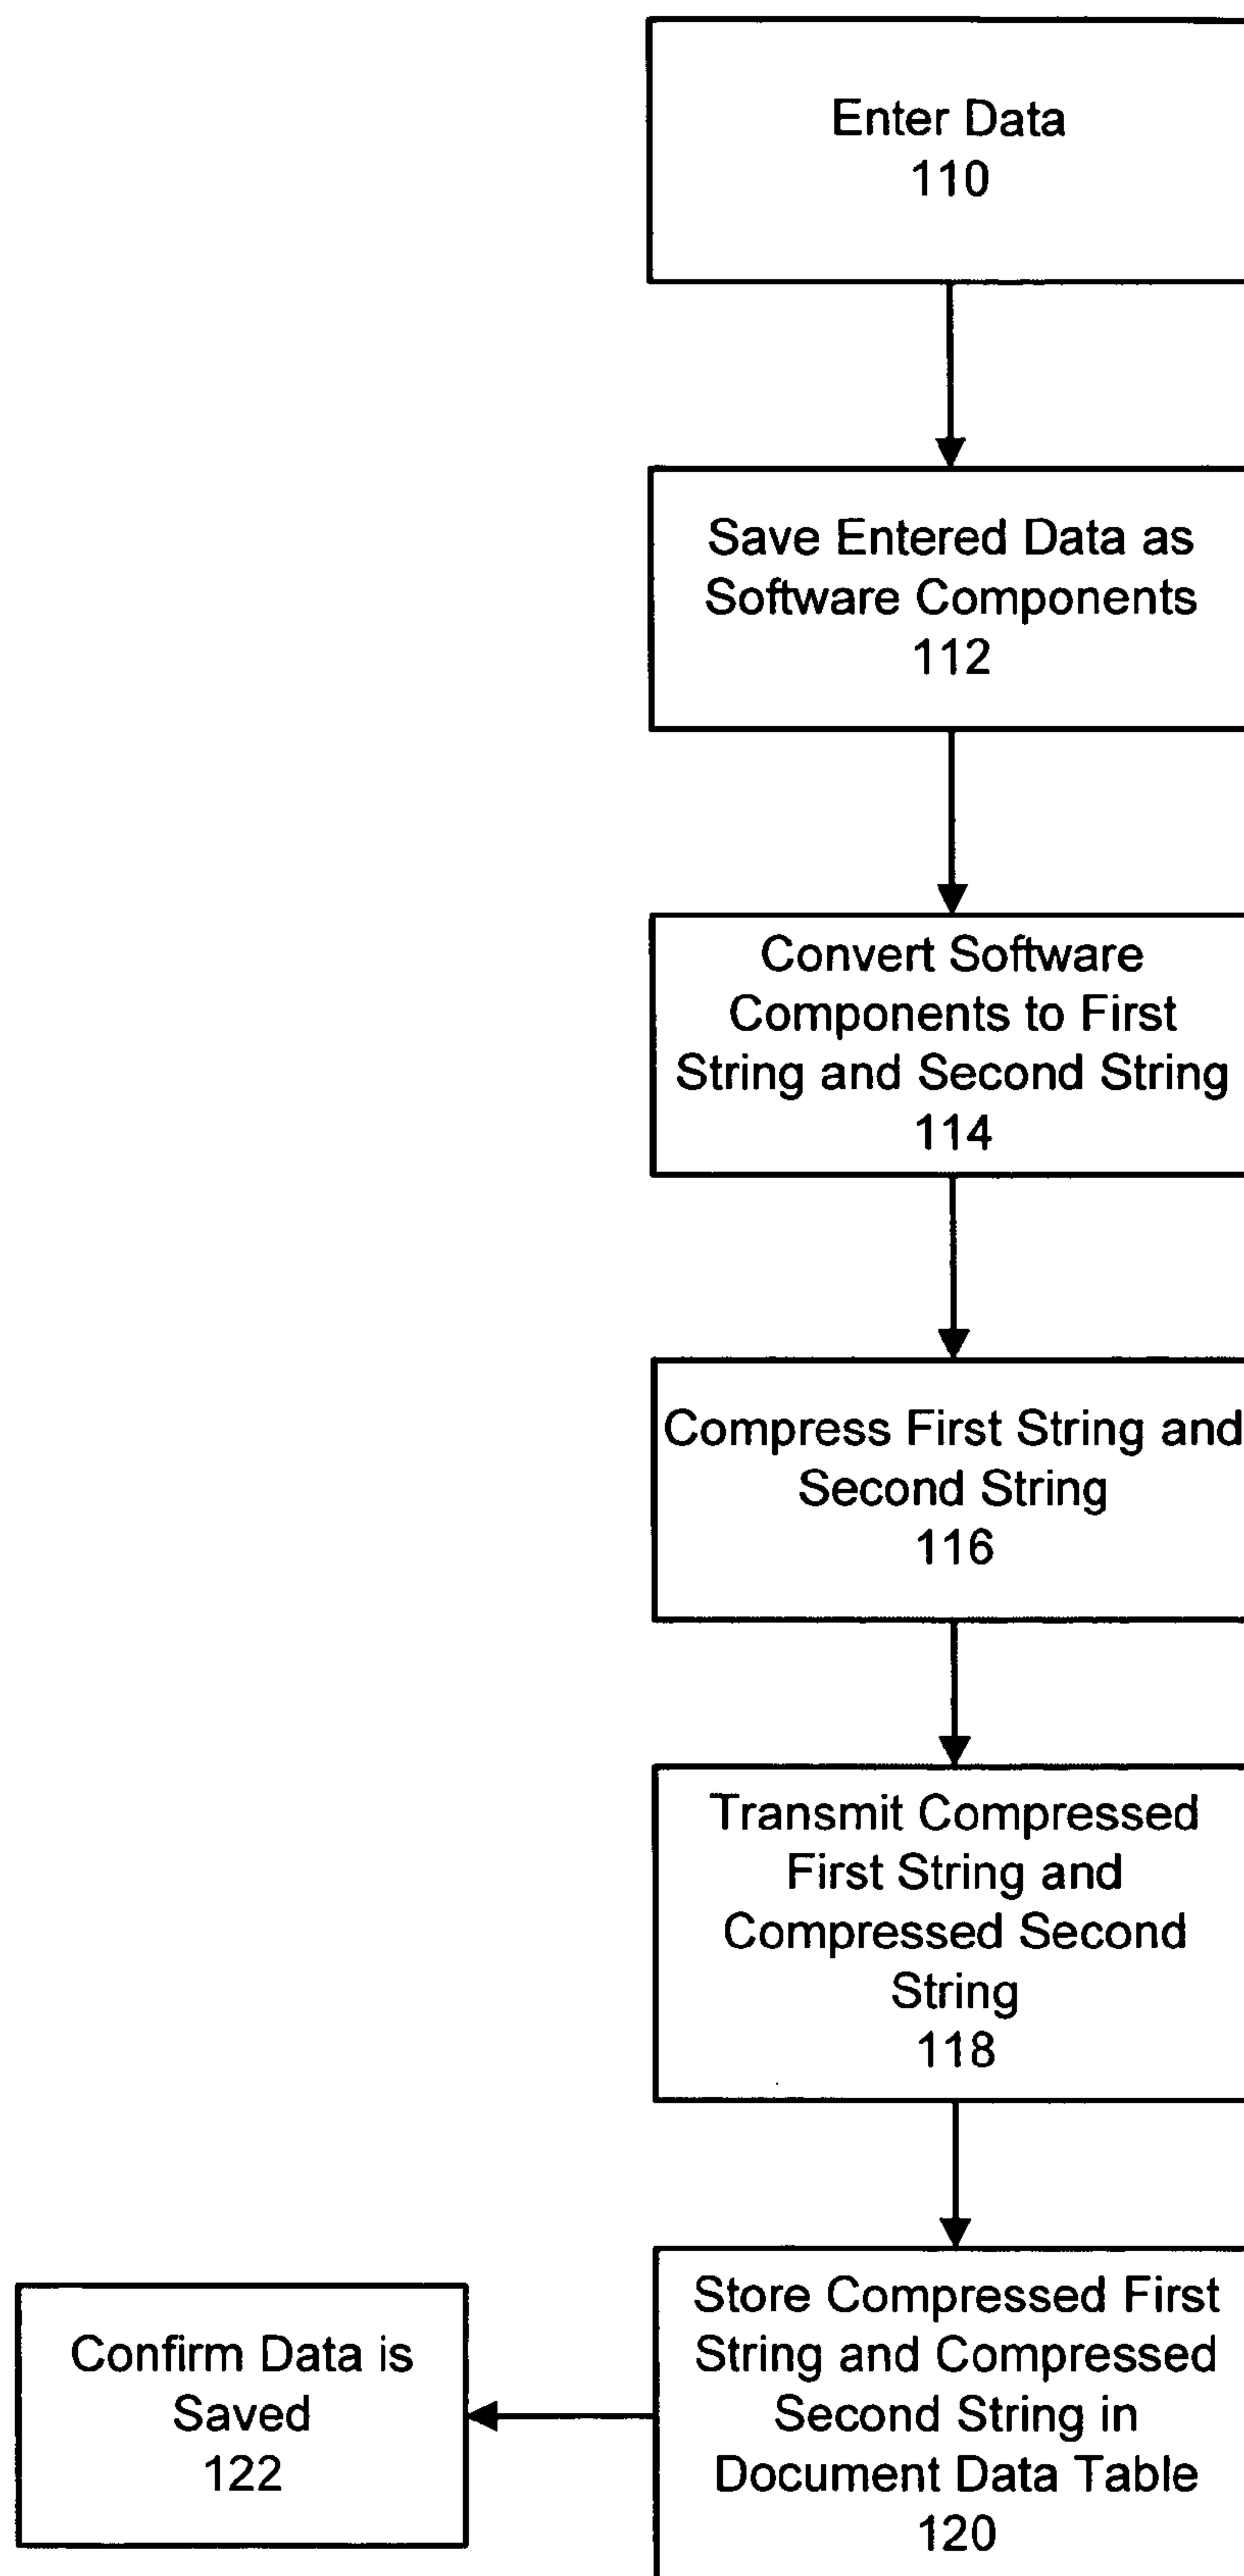 Enter Data
110
Save Entered Data as
Software Components
112
Convert Software
Components to First
String and Second String
114
Compress First String and
Second String
116
Transmit Compressed
First String and
Compressed Second
String
118
Store Compressed First
String and Compressed
Second String in
Document Data Table
120
Confirm Data is
Saved
122